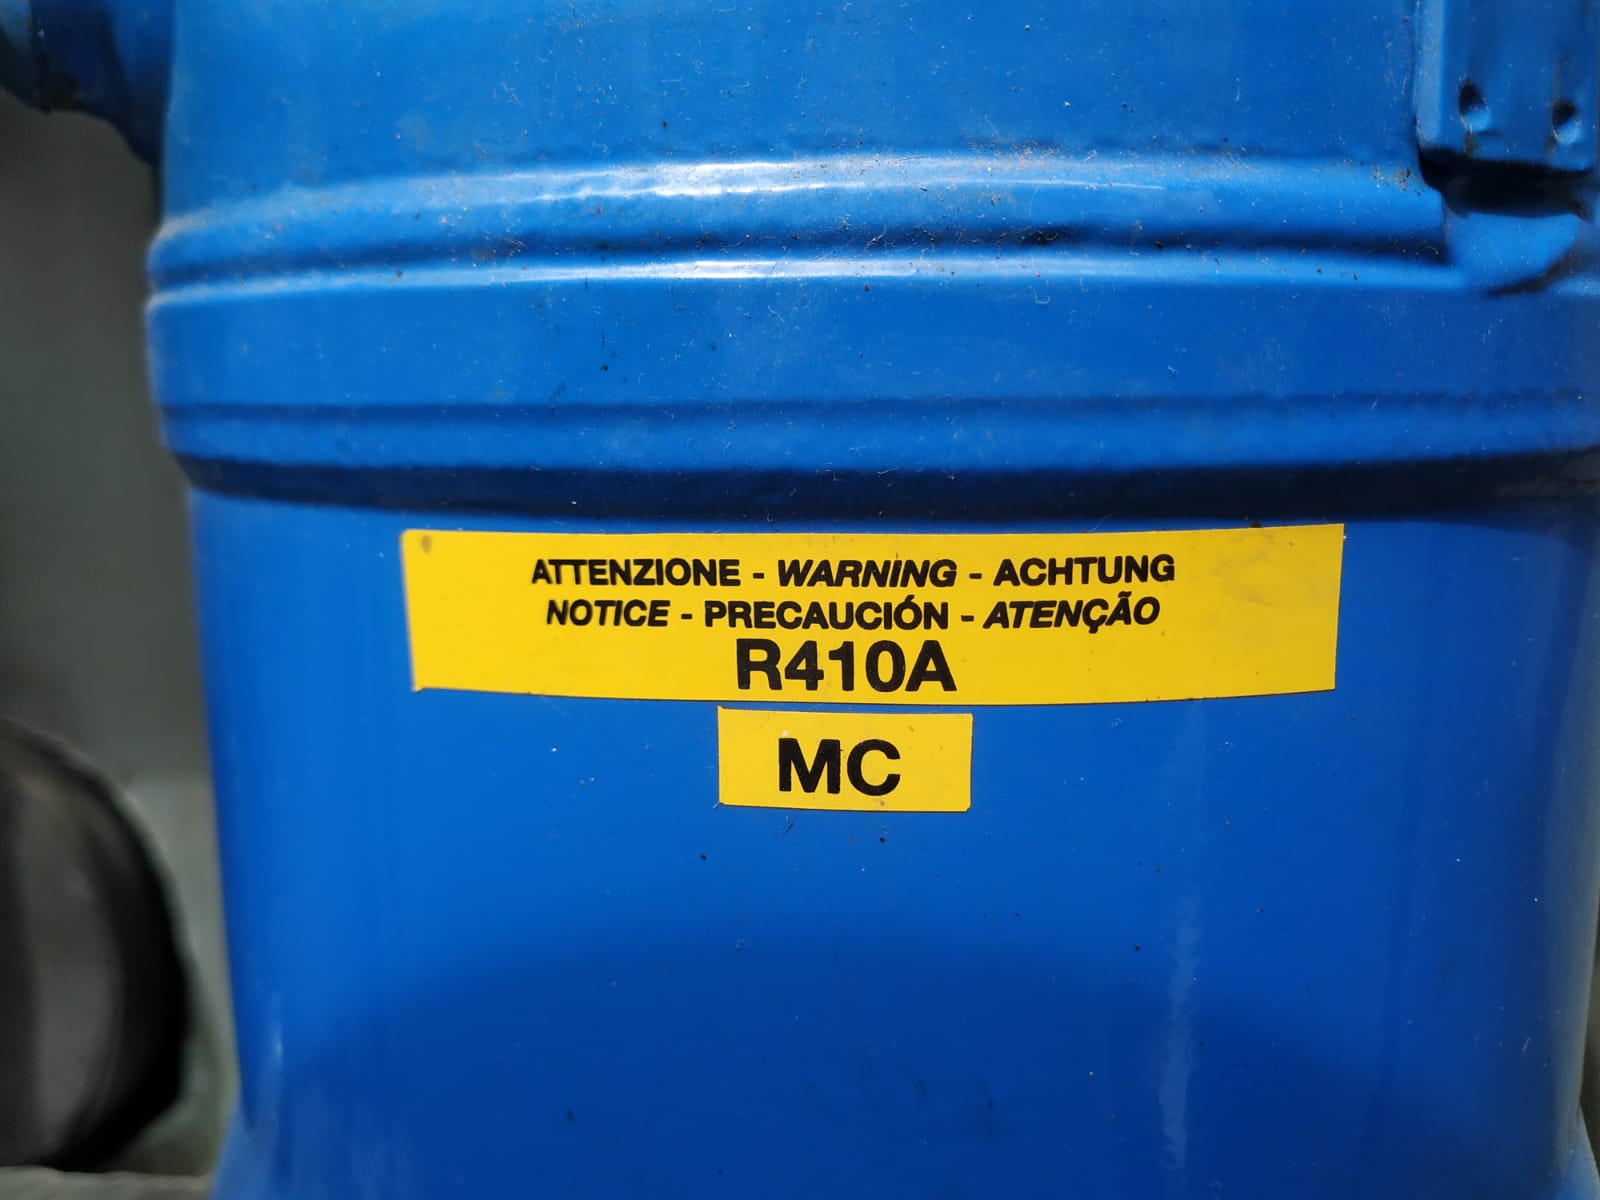 ATTENZIONE - WARNING - ACHTUNG
NOTICE - PRECAUCIÓN - ATENÇÃO
R410A
MC